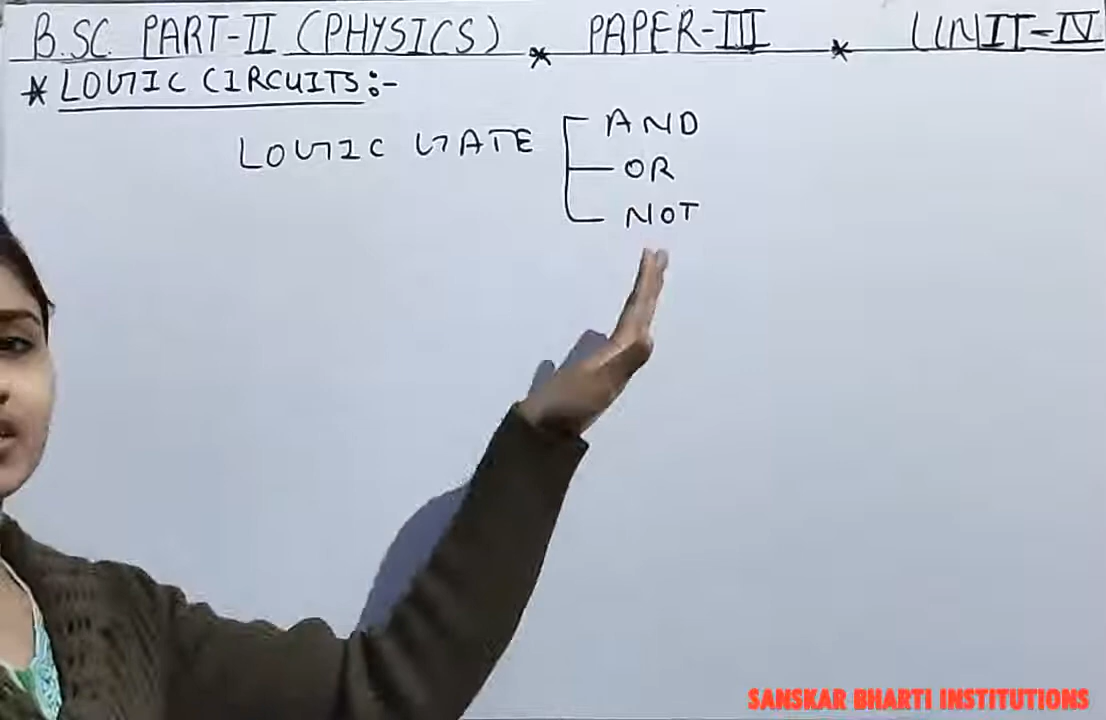 B.SC. PART-II (PHYSICS) * PAPER-III * UNIT-IV
* LOGIC CIRCUITS:-
LOGIC GATE AND
OR
NOT
SANSKAR BHARTI INSTITUTIONS